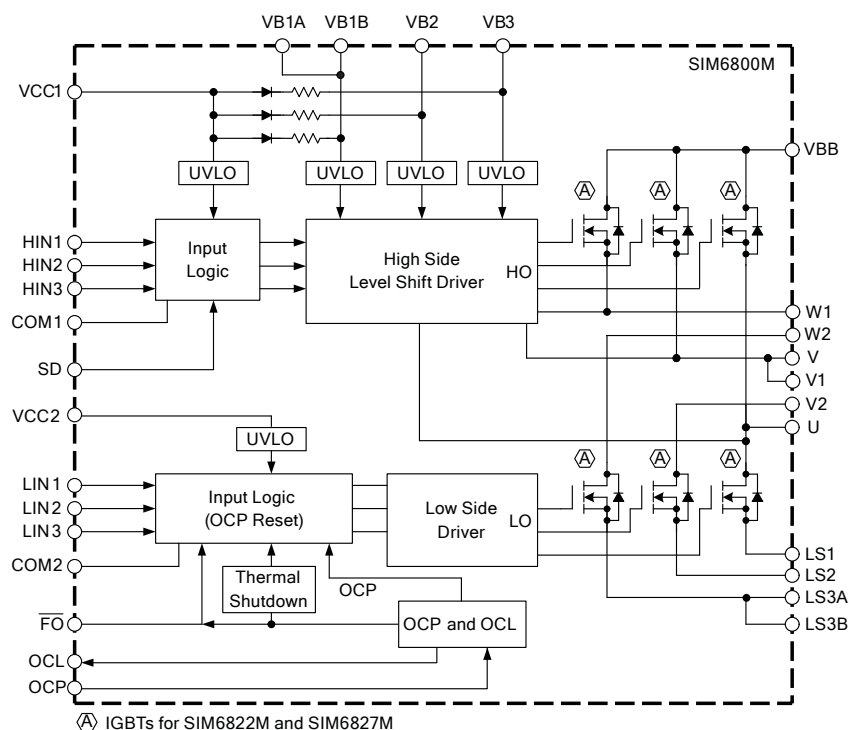 VB1A VB1B VB2 VB3
SIM6800M
VCC1
VBB
UVLO UVLO UVLO UVLO
A A A
HIN1
HIN2
HIN3
Input
Logic
High Side
Level Shift Driver
HO
COM1
SD
W1
W2
V
V1
VCC2
V2
U
UVLO
A A A
LIN1
LIN2
LIN3
Input Logic
(OCP Reset)
Low Side
Driver
LO
COM2
Thermal
Shutdown
OCP
LS1
LS2
LS3A
LS3B
FO
OCP and OCL
OCL
OCP
A IGBTs for SIM6822M and SIM6827M